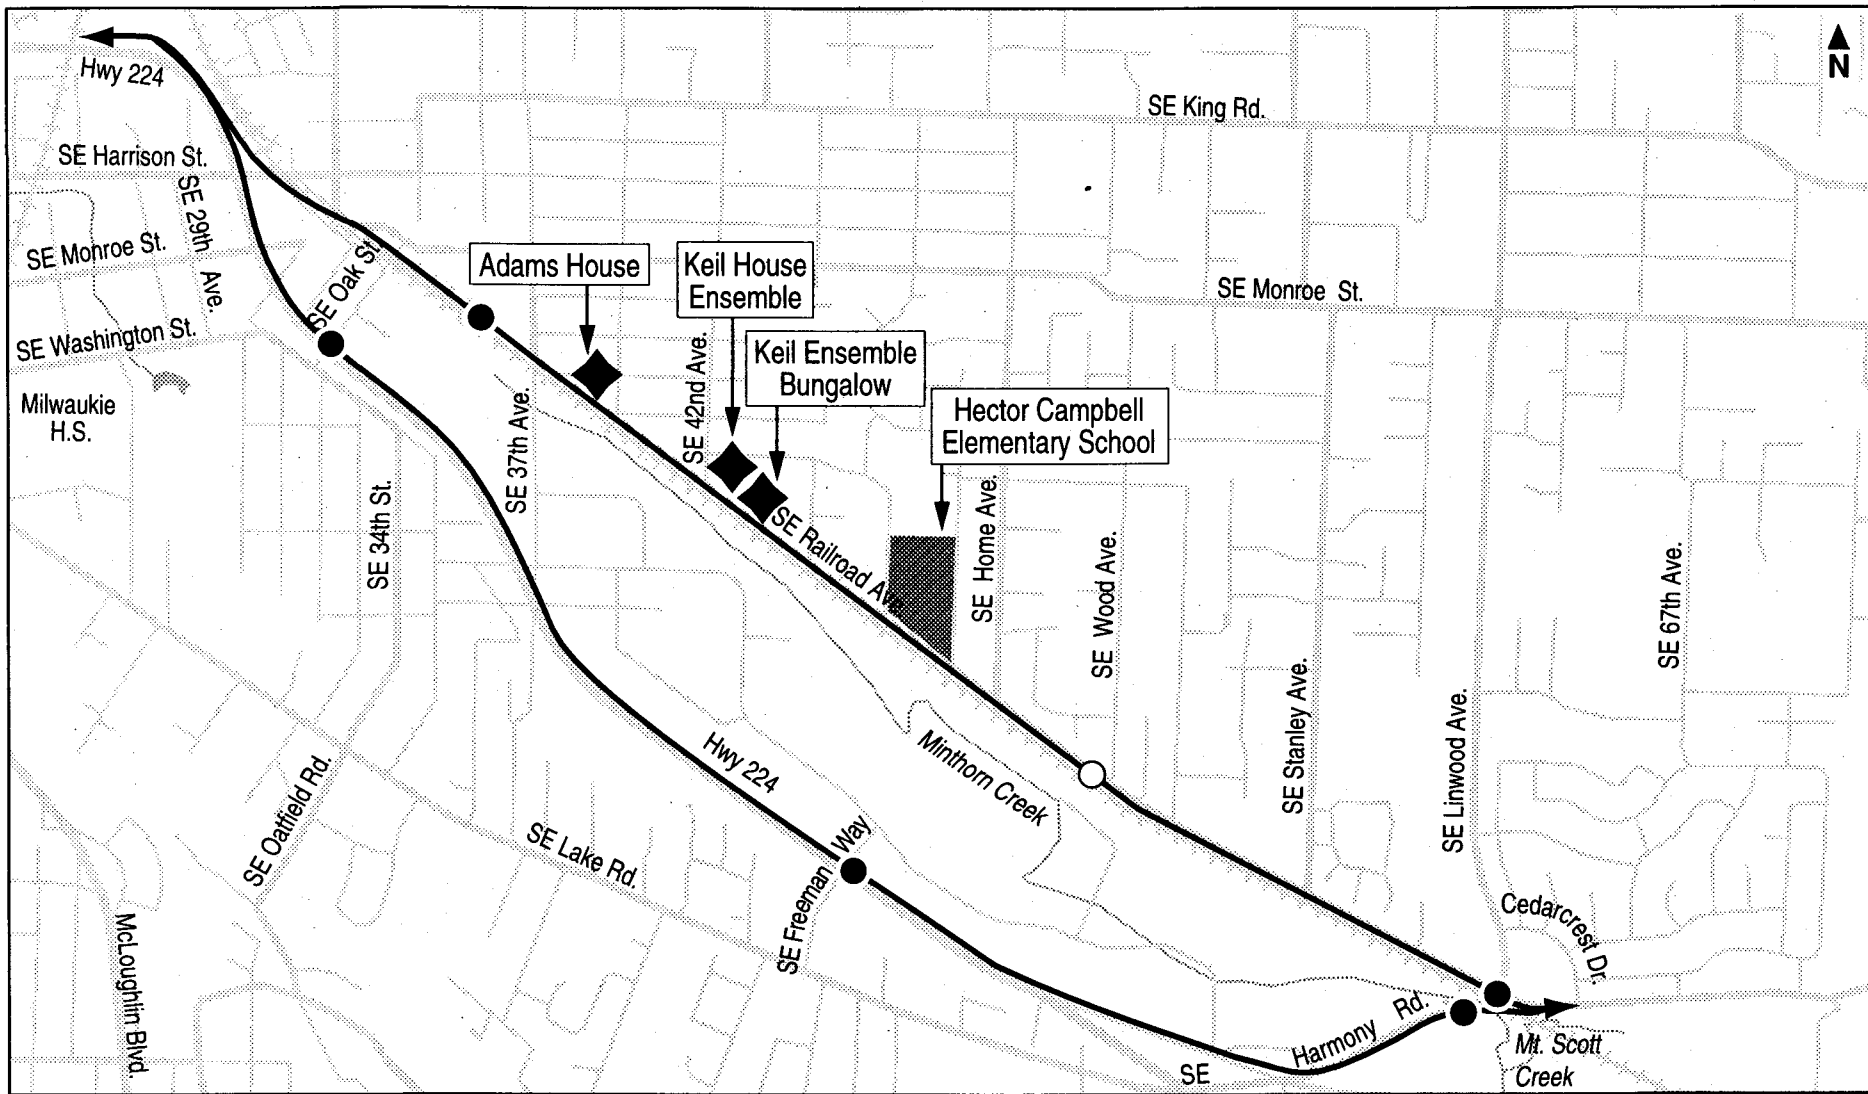 Hwy 224
N
SE King Rd.
SE Harrison St.
SE 29th Ave.
SE Monroe St.
SE Oak St.
Adams House
Keil House
Ensemble
SE Monroe St.
SE Washington St.
Keil Ensemble
Bungalow
SE 42nd Ave.
Milwaukie
H.S.
SE 37th Ave.
Hector Campbell
Elementary School
SE 34th St.
SE Railroad Ave.
SE Home Ave.
SE Wood Ave.
SE 67th Ave.
SE Stanley Ave.
SE Linwood Ave.
Hwy 224
Minthorn Creek
SE Oatfield Rd.
SE Lake Rd.
SE Freeman Way
McLoughlin Blvd.
Cedarcrest Dr.
SE Harmony Rd.
Mt. Scott
Creek